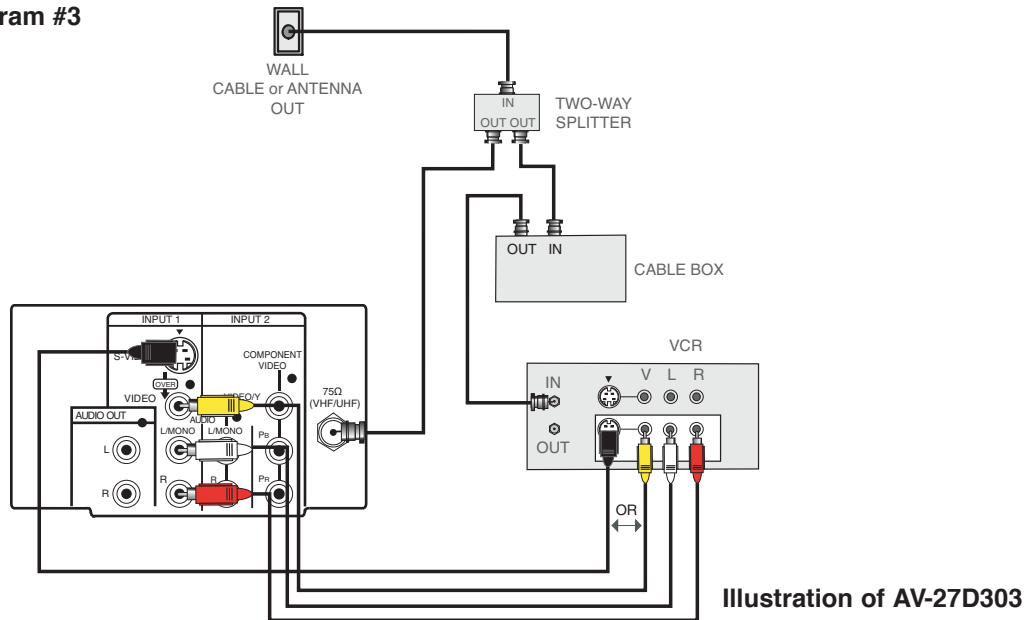 ram #3
WALL
CABLE or ANTENNA
OUT
IN
OUT OUT
TWO-WAY
SPLITTER
OUT IN
CABLE BOX
VCR
IN
V L R
OUT
OR
INPUT 1 INPUT 2
OVER
COMPONENT
VIDEO
VIDEO
AUDIO OUT
AUDIO
L/MONO L/MONO
L
R
R R
PB
PR
75Ω
(VHF/UHF)
Illustration of AV-27D303